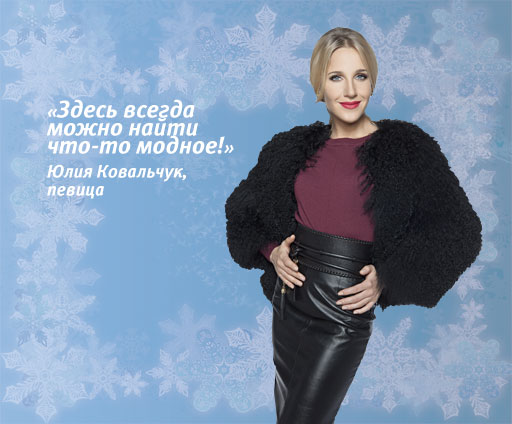 «Здесь всегда
можно найти
что-то модное!»
Юлия Ковальчук,
певица